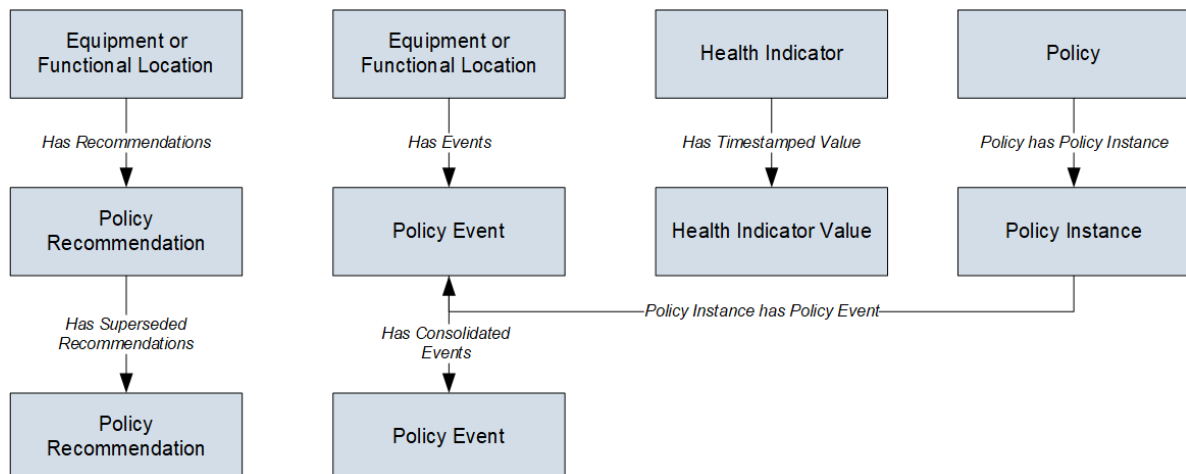 Equipment or
Functional Location
Equipment or
Functional Location
Health Indicator
Policy
Has Recommendations
Has Events
Has Timestamped Value
Policy has Policy Instance
Policy
Recommendation
Policy Event
Health Indicator Value
Policy Instance
Has Superseded
Recommendations
Policy Instance has Policy Event
Has Consolidated
Events
Policy
Recommendation
Policy Event